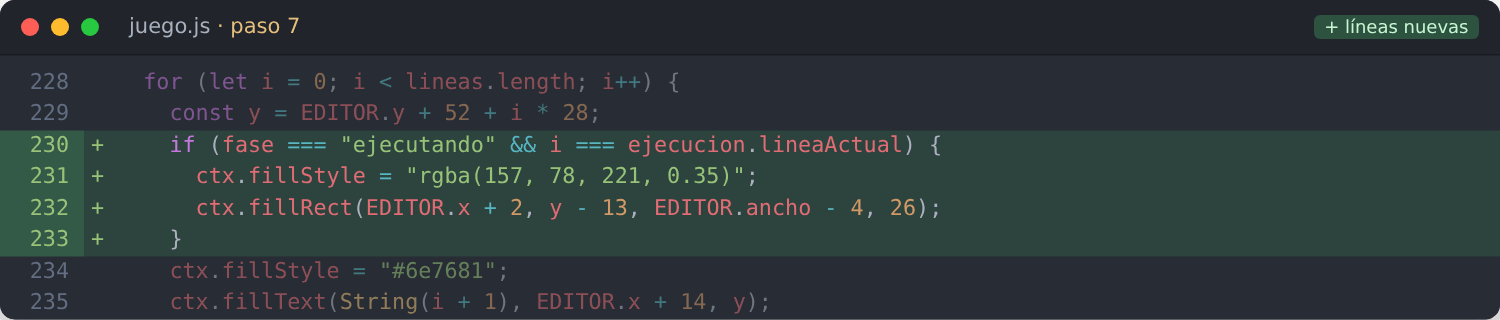 juego.js · paso 7
+ líneas nuevas
228 for (let i = 0; i < lineas.length; i++) {
229 const y = EDITOR.y + 52 + i * 28;
230 + if (fase === "ejecutando" && i === ejecucion.lineaActual) {
231 + ctx.fillStyle = "rgba(157, 78, 221, 0.35)";
232 + ctx.fillRect(EDITOR.x + 2, y - 13, EDITOR.ancho - 4, 26);
233 + }
234 ctx.fillStyle = "#6e7681";
235 ctx.fillText(String(i + 1), EDITOR.x + 14, y);